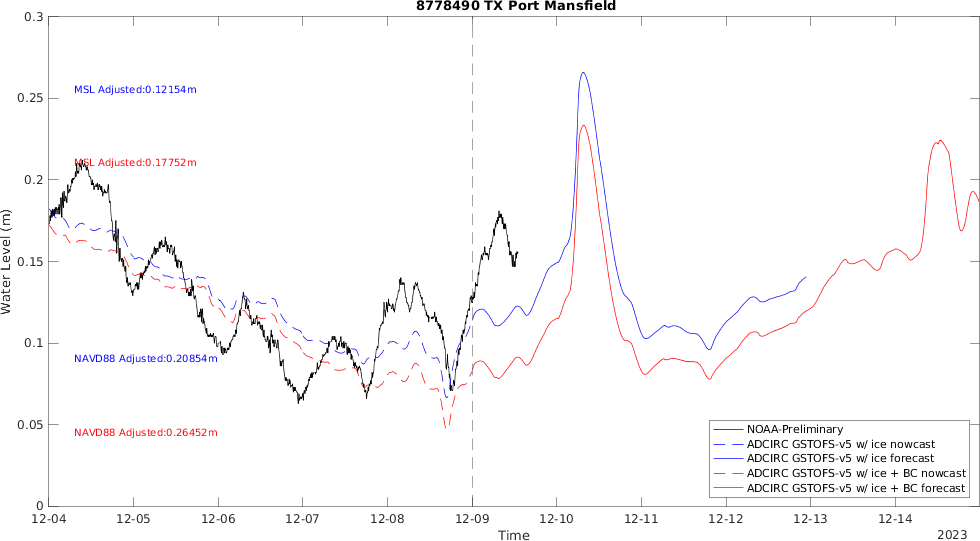 8778490 TX Port Mansfield
Water Level (m)
0.3
0.25
0.2
0.15
0.1
0.05
0
MSL Adjusted:0.12154m
MSL Adjusted:0.17752m
NAVD88 Adjusted:0.20854m
NAVD88 Adjusted:0.26452m
NOAA-Preliminary
ADCIRC GSTOFS-v5 w/ ice nowcast
ADCIRC GSTOFS-v5 w/ ice forecast
ADCIRC GSTOFS-v5 w/ ice + BC nowcast
ADCIRC GSTOFS-v5 w/ ice + BC forecast
12-04 12-05 12-06 12-07 12-08 12-09 12-10 12-11 12-12 12-13 12-14
Time
2023